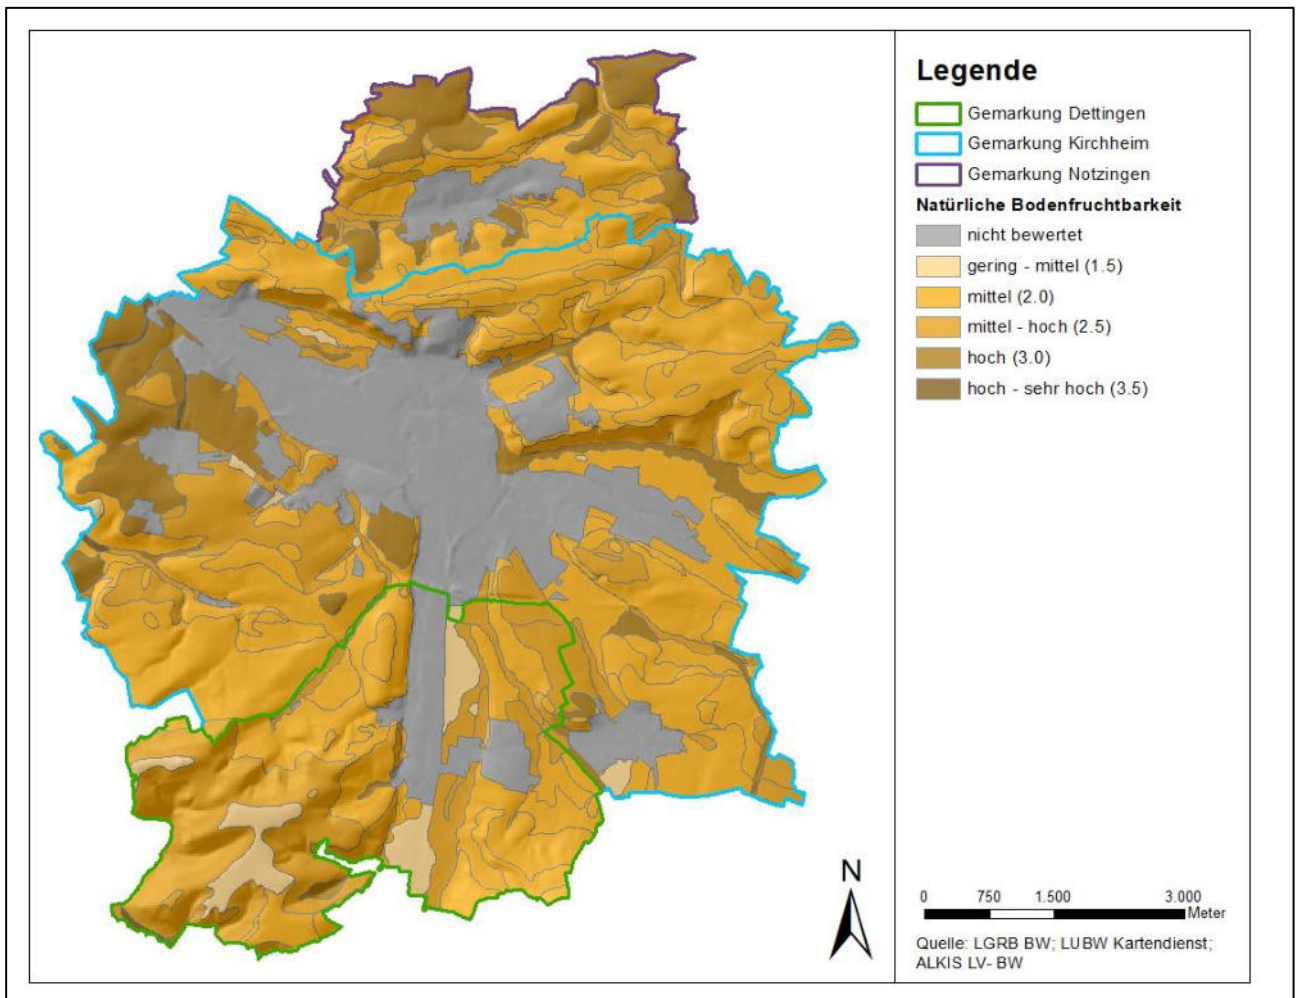 Legende
Gemarkung Dettingen
Gemarkung Kirchheim
Gemarkung Notzingen
Natürliche Bodenfruchtbarkeit
nicht bewertet
gering - mittel (1.5)
mittel (2.0)
mittel - hoch (2.5)
hoch (3.0)
hoch - sehr hoch (3.5)
N
0 750 1.500 3.000
Meter
Quelle: LGRB BW; LUBW Kartendienst;
ALKIS LV- BW